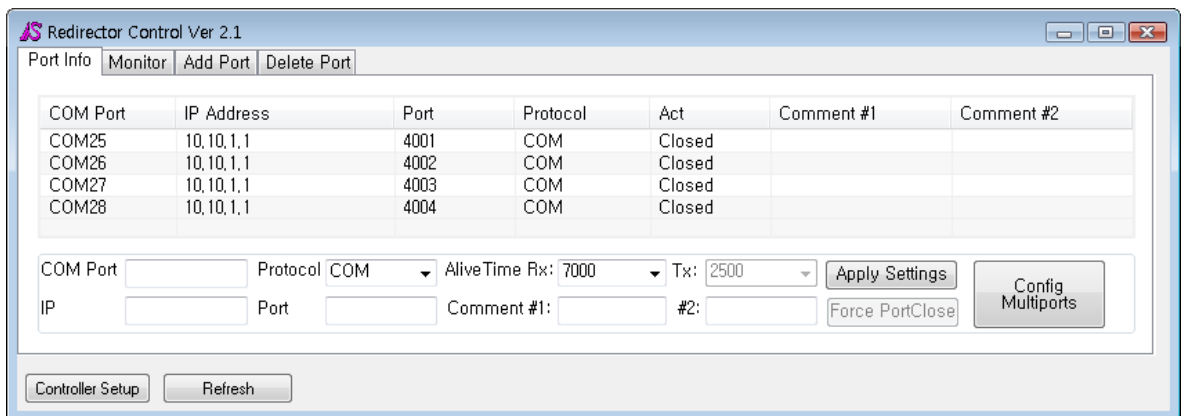 Redirector Control Ver 2.1
Port Info Monitor Add Port Delete Port
COM Port IP Address Port Protocol Act Comment #1 Comment #2
COM25 10,10,1,1 4001 COM Closed
COM26 10,10,1,1 4002 COM Closed
COM27 10,10,1,1 4003 COM Closed
COM28 10,10,1,1 4004 COM Closed
COM Port Protocol COM AliveTime Rx: 7000 Tx: 2500 Apply Settings Config
IP Port Comment #1: #2: Force PortClose Multiports
Controller Setup Refresh